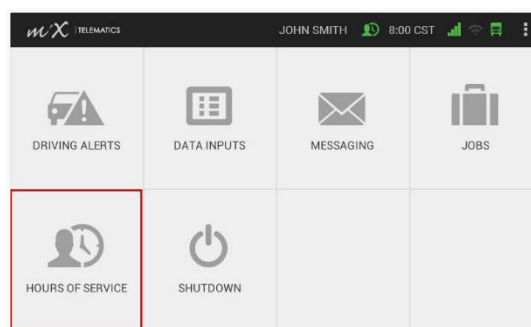 mix TELEMATICS JOHN SMITH 8:00 CST
DRIVING ALERTS DATA INPUTS MESSAGING JOBS
HOURS OF SERVICE SHUTDOWN